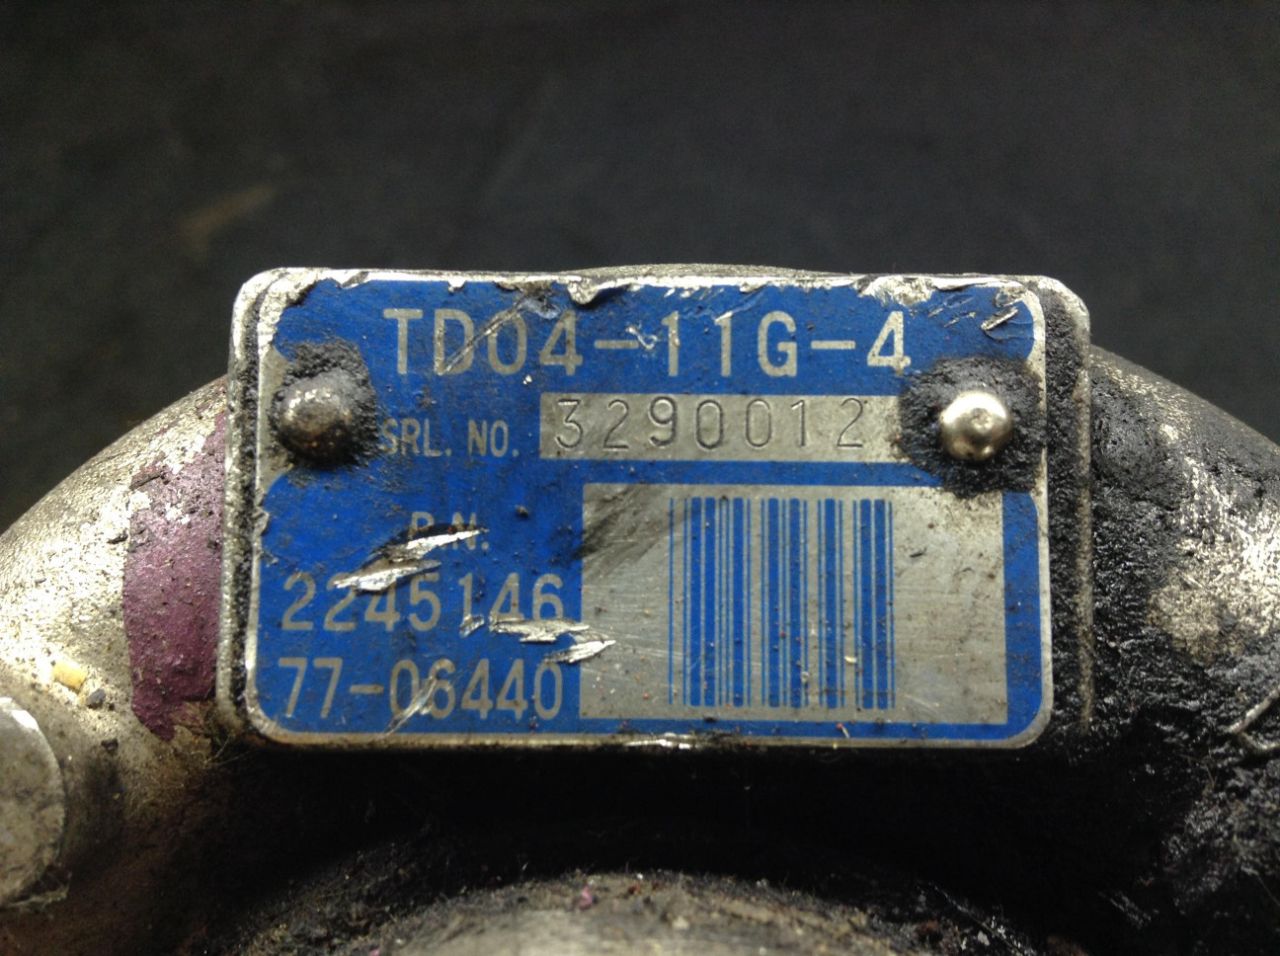 TD04-11G-4
SRL. NO. 3290012
P.N.
2245146
77-06440